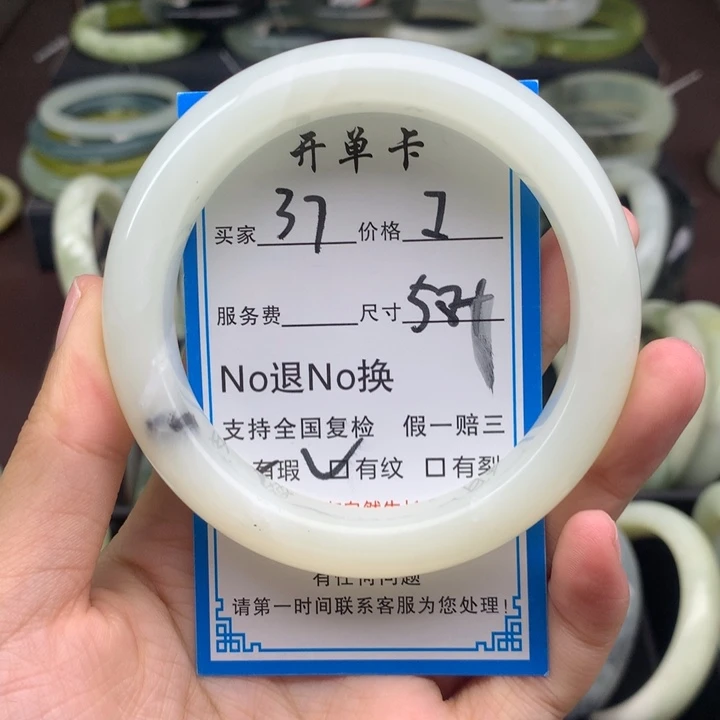 开单卡
买家 37 价格 2
服务费 尺寸 58+
No退No换
支持全国复检 假一赔三
有瑕 有纹 有裂
有任何问题
请第一时间联系客服为您处理!